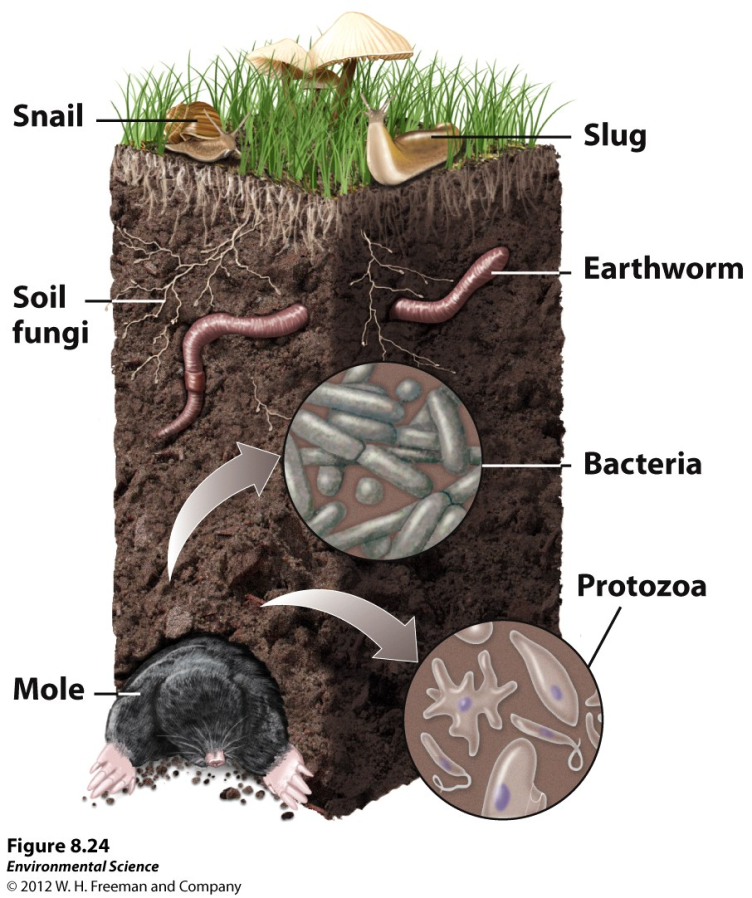 Snail
Slug
Earthworm
Soil
fungi
Bacteria
Protozoa
Mole
Figure 8.24
Environmental Science
© 2012 W. H. Freeman and Company